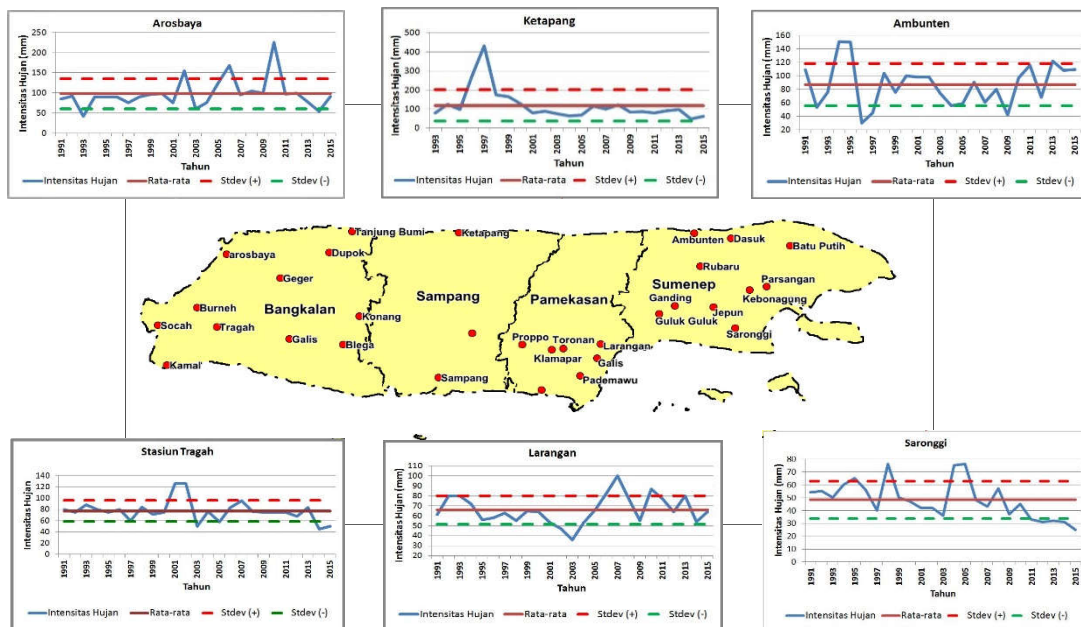 Arosbaya
Intensitas Hujan (mm)
250
200
150
100
50
0
1991
1993
1995
1997
1999
2001
2003
2005
2007
2009
2011
2013
2015
Tahun
Intensitas Hujan Rata-rata Stdev (+) Stdev (-)
Ketapang
Intensitas Hujan (mm)
500
400
300
200
100
0
1993
1995
1997
1999
2001
2003
2005
2007
2009
2011
2013
2015
Tahun
Intensitas Hujan Rata-rata Stdev (+) Stdev (-)
Ambunten
Intensitas Hujan (mm)
160
140
120
100
80
60
40
20
1991
1993
1995
1997
1999
2001
2003
2005
2007
2009
2011
2013
2015
Tahun
Intensitas Hujan Rata-rata Stdev (+) Stdev (-)
Tanjung Bumi
Ketapang
Ambunten
Dasuk
Batu Putih
arosbaya
Dupok
Rubaru
Geger
Sumenep
Parsangan
Sampang
Pamekasan
Ganding
Kebonagung
Burneh
Bangkalan
Konang
Guluk Guluk
Jepun
Socah
Tragah
Saronggi
Galis
Blega
Proppo
Toronan
Larangan
Klamapar
Galis
Kamal
Sampang
Pademawu
Stasiun Tragah
Intensitas Hujan
140
120
100
80
60
40
20
0
1991
1993
1995
1997
1999
2001
2003
2005
2007
2009
2011
2013
2015
Tahun
Intensitas Hujan Rata-rata Stdev (+) Stdev (-)
Larangan
Intensitas Hujan (mm)
110
100
90
80
70
60
50
40
30
20
1991
1993
1995
1997
1999
2001
2003
2005
2007
2009
2011
2013
2015
Tahun
Intensitas Hujan Rata-rata Stdev (+) Stdev (-)
Saronggi
Intensitas Hujan (mm)
80
70
60
50
40
30
20
10
0
1991
1993
1995
1997
1999
2001
2003
2005
2007
2009
2011
2013
2015
Tahun
Intensitas Hujan Rata-rata Stdev (+) Stdev (-)